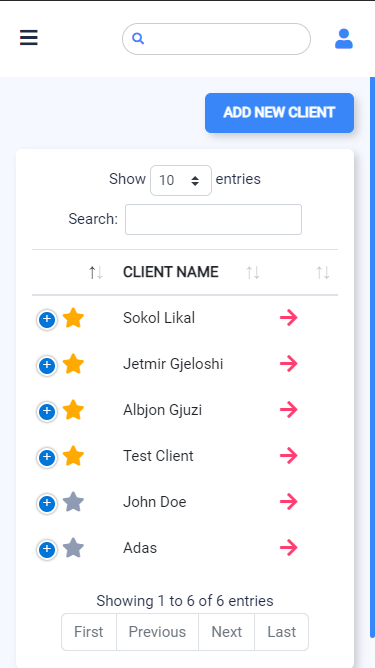 ADD NEW CLIENT
Show 10 entries
Search:
CLIENT NAME
Sokol Likal
Jetmir Gjeloshi
Albjon Gjuzi
Test Client
John Doe
Adas
Showing 1 to 6 of 6 entries
First Previous Next Last